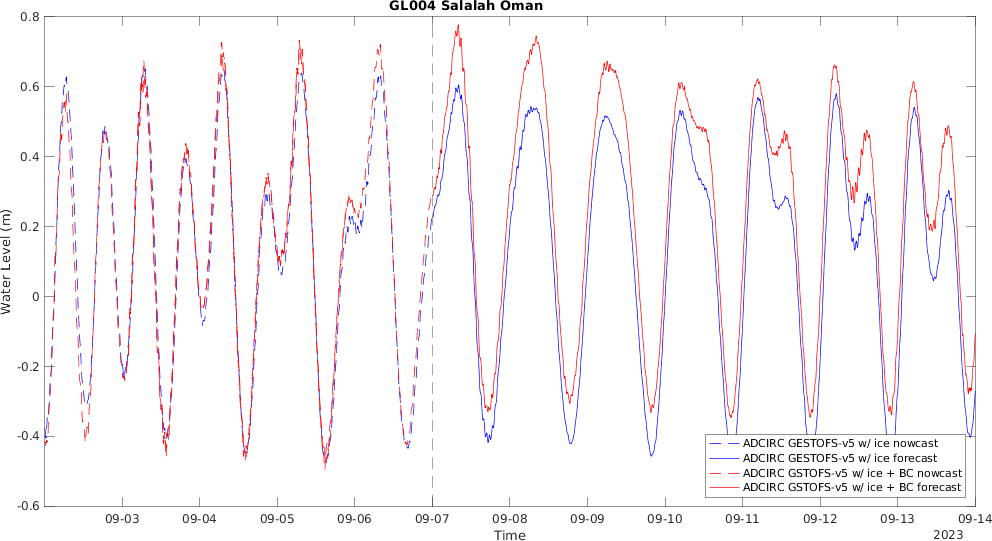 GL004 Salalah Oman
0.8
0.6
0.4
0.2
0
-0.2
-0.4
-0.6
Water Level (m)
09-03 09-04 09-05 09-06 09-07 09-08 09-09 09-10 09-11 09-12 09-13 09-14
Time
2023
ADCIRC GESTOFS-v5 w/ ice nowcast
ADCIRC GESTOFS-v5 w/ ice forecast
ADCIRC GSTOFS-v5 w/ ice + BC nowcast
ADCIRC GSTOFS-v5 w/ ice + BC forecast